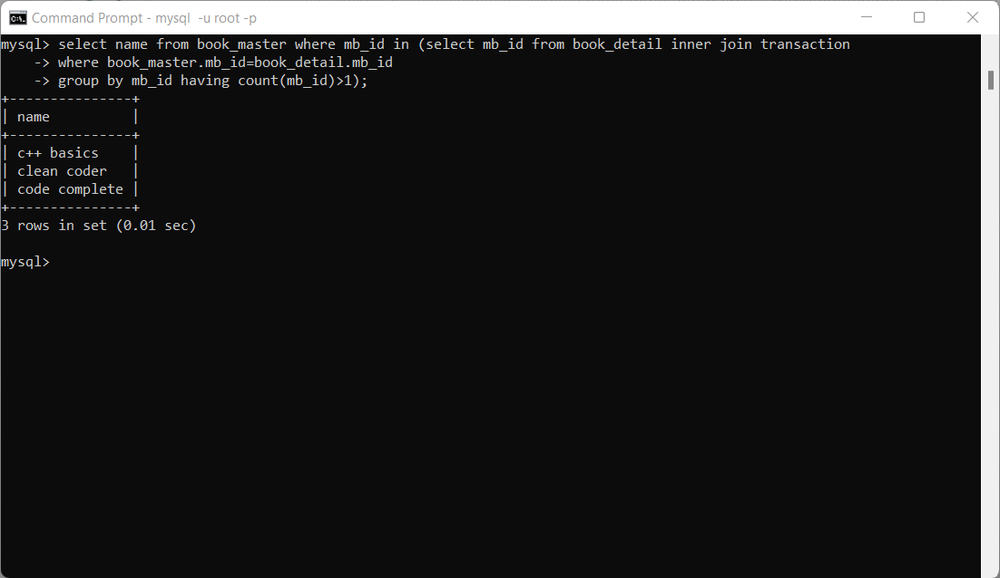 Command Prompt - mysql  -u root -p
mysql> select name from book_master where mb_id in (select mb_id from book_detail inner join transaction
    -> where book_master.mb_id=book_detail.mb_id
    -> group by mb_id having count(mb_id)>1);
+---------------+
| name          |
+---------------+
| c++ basics    |
| clean coder   |
| code complete |
+---------------+
3 rows in set (0.01 sec)
mysql>